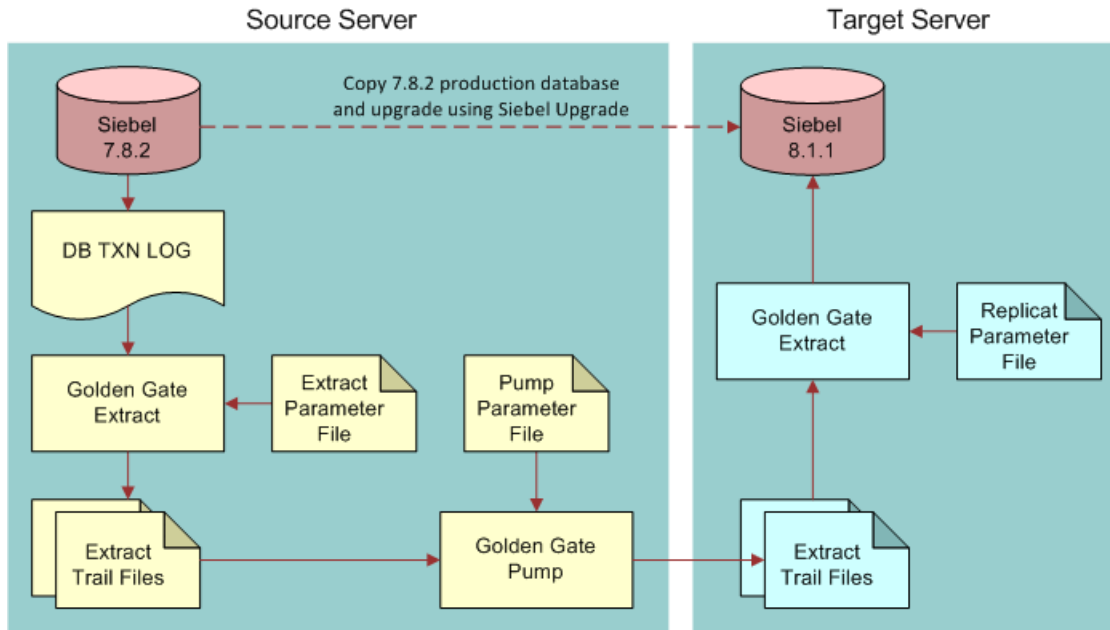 Source Server
Target Server
Copy 7.8.2 production database
and upgrade using Siebel Upgrade
Siebel
7.8.2
Siebel
8.1.1
DB TXN LOG
Golden Gate
Extract
Extract
Parameter
File
Pump
Parameter
File
Golden Gate
Extract
Replicat
Parameter
File
Extract
Trail Files
Golden Gate
Pump
Extract
Trail Files